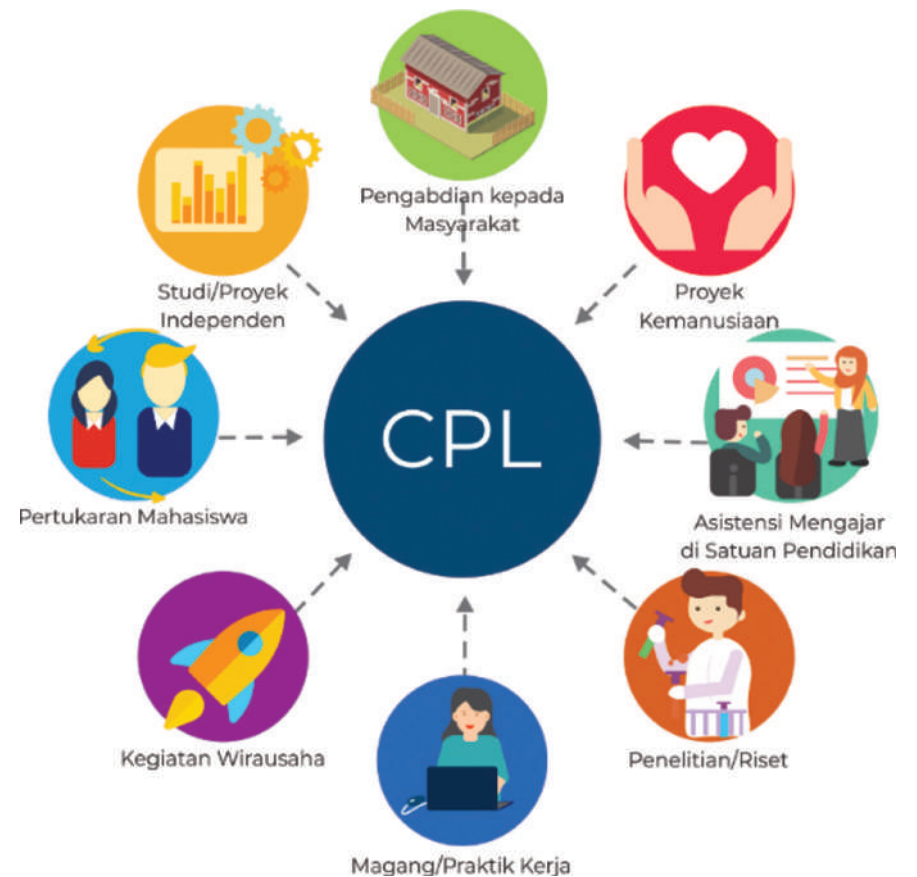 Pengabdian kepada
Masyarakat
Studi/Proyek
Independen
Proyek
Kemanusiaan
CPL
Pertukaran Mahasiswa
Asistensi Mengajar
di Satuan Pendidikan
Kegiatan Wirausaha
Penelitian/Riset
Magang/Praktik Kerja